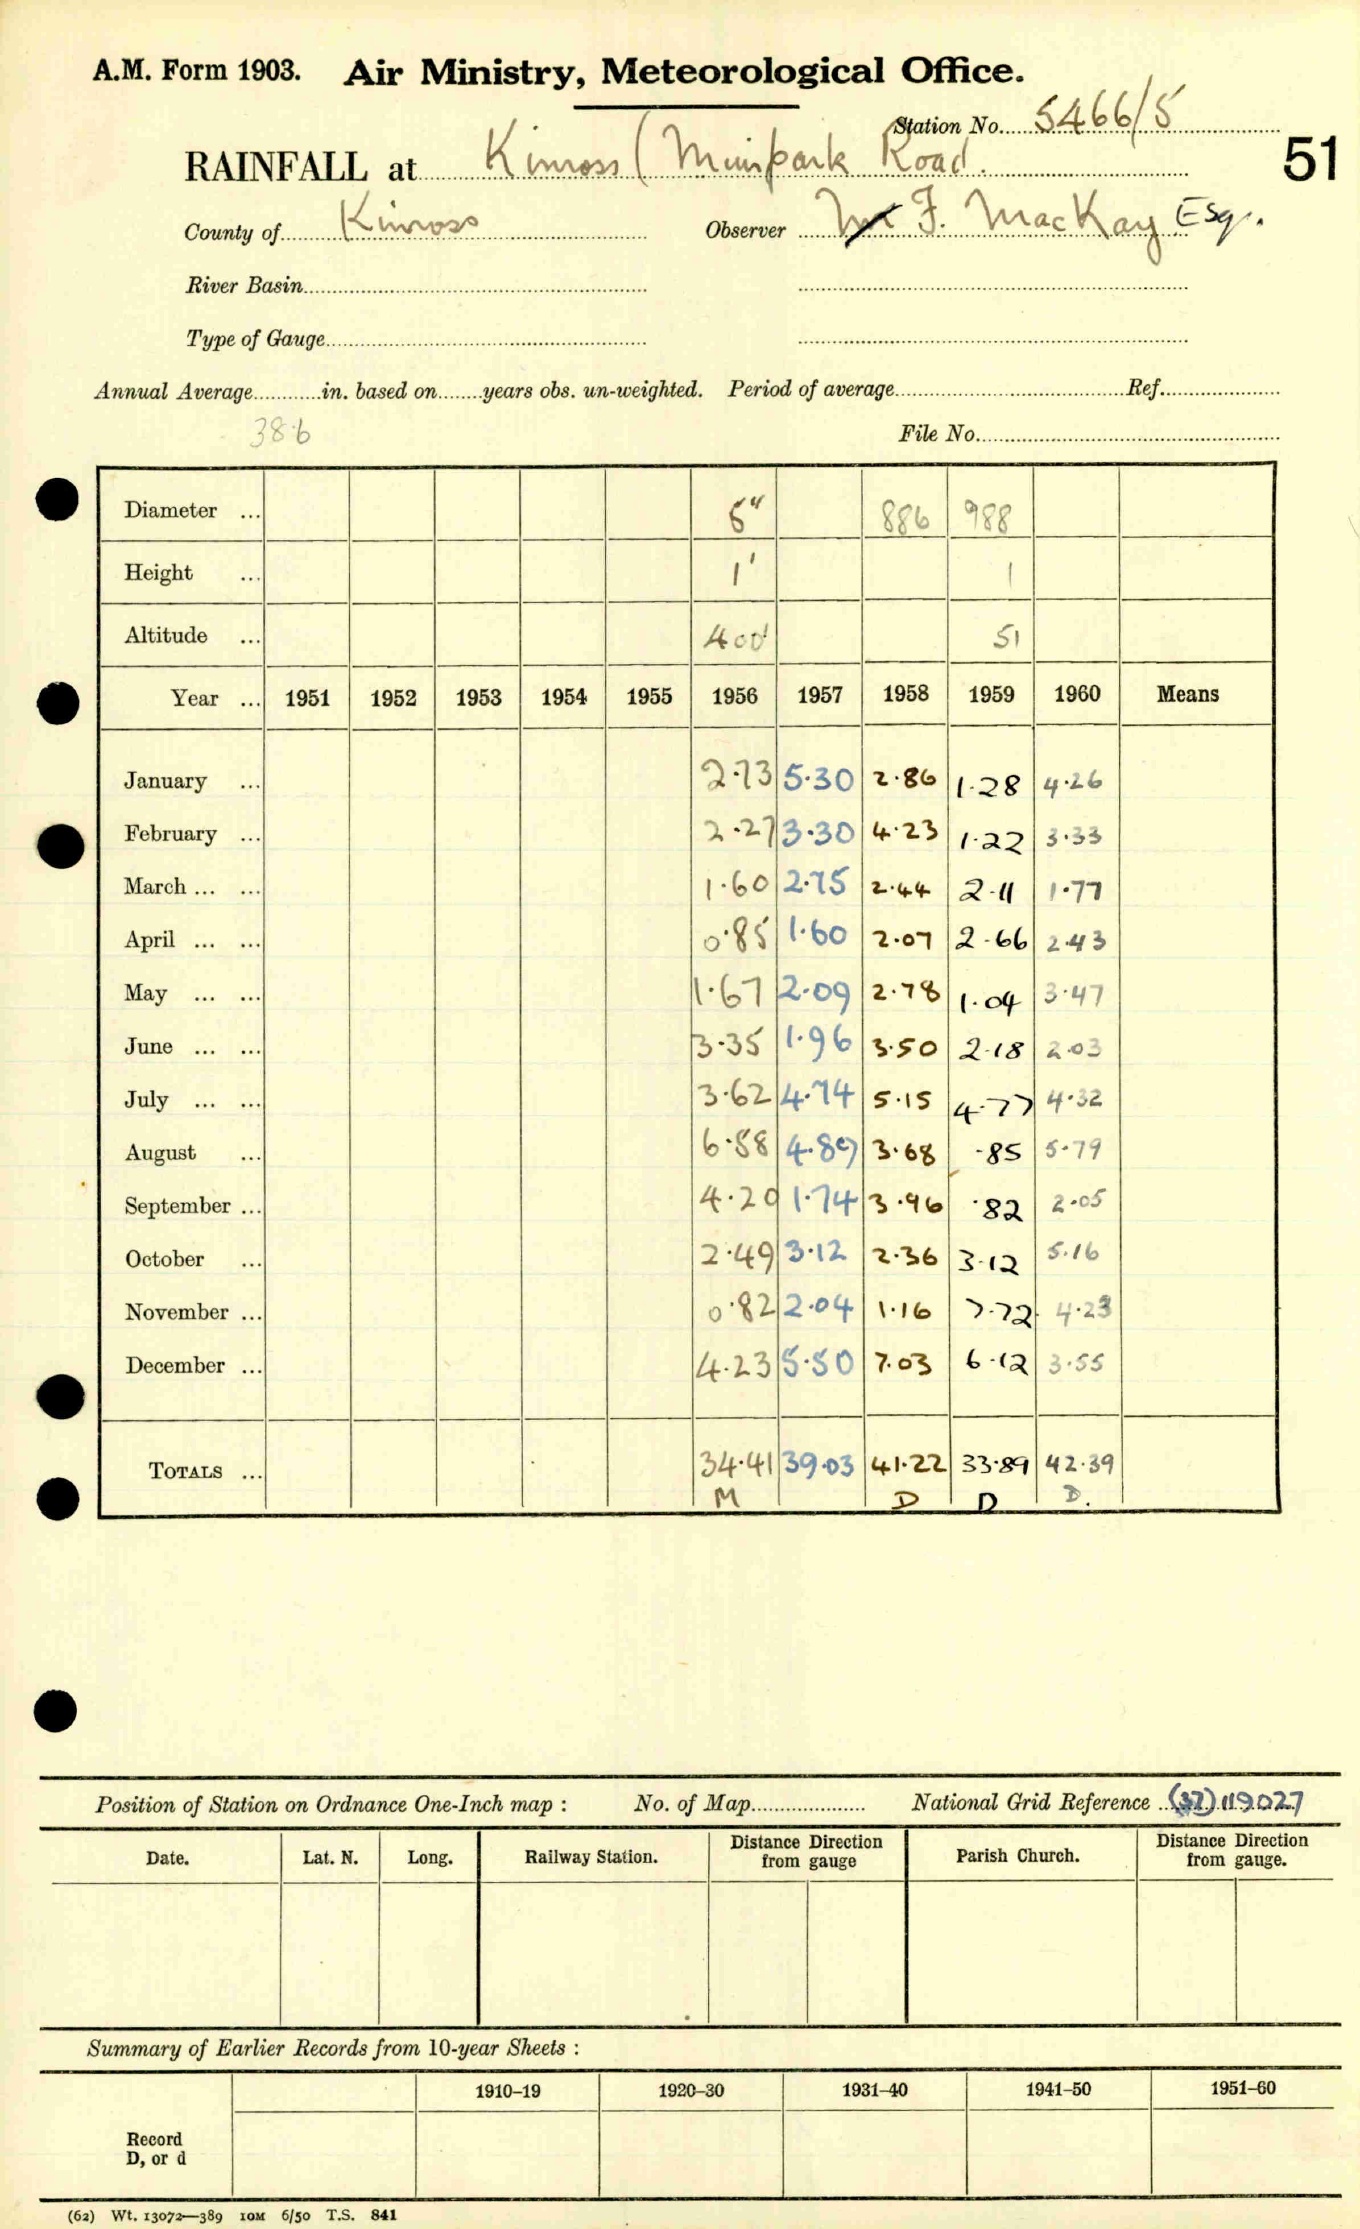 A.M. Form 1903. Air Ministry, Meteorological Office.
Station No. 5466/5
51
RAINFALL at Kinross (Muirpark Road.
County of Kinross Observer Mr F. MacKay Esq.
River Basin
Type of Gauge
Annual Average in. based on years obs. un-weighted. Period of average Ref.
386 File No.
Diameter ... 5" 886 988
Height ... 1' 1
Altitude ... 400' 51
Year ... 1951 1952 1953 1954 1955 1956 1957 1958 1959 1960 Means
January ... 2.73 5.30 2.86 1.28 4.26
February ... 2.27 3.30 4.23 1.22 3.33
March ... ... 1.60 2.75 2.44 2.11 1.77
April ... ... 0.85 1.60 2.07 2.66 2.43
May ... ... 1.67 2.09 2.78 1.04 3.47
June ... ... 3.35 1.96 3.50 2.18 2.03
July ... ... 3.62 4.74 5.15 4.77 4.32
August ... 6.58 4.89 3.68 .85 5.79
September ... 4.20 1.74 3.96 .82 2.05
October ... 2.49 3.12 2.36 3.12 5.16
November ... 0.82 2.04 1.16 7.72 4.23
December ... 4.23 5.50 7.03 6.12 3.55
TOTALS ... 34.41 39.03 41.22 33.89 42.39
M D D D.
Position of Station on Ordnance One-Inch map : No. of Map National Grid Reference (37) 119027
Date. Lat. N. Long. Railway Station. Distance Direction from gauge Parish Church. Distance Direction from gauge.
Summary of Earlier Records from 10-year Sheets :
1910–19 1920–30 1931–40 1941–50 1951–60
Record
D, or d
(62) Wt. 13072—389 10M 6/50 T.S. 841